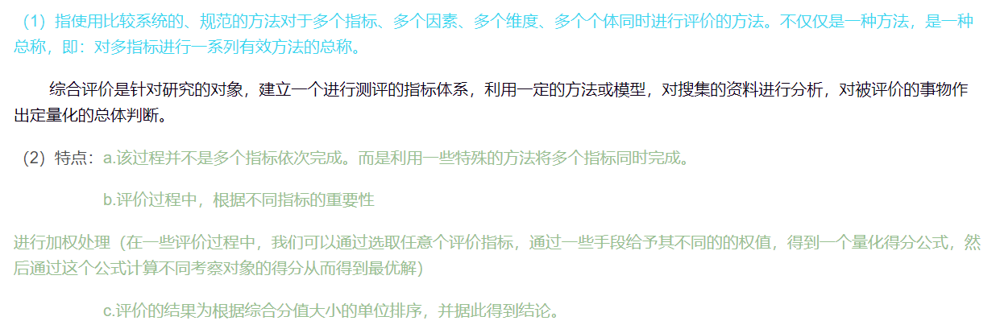 （1）指使用比较系统的、规范的方法对于多个指标、多个因素、多个维度、多个个体同时进行评价的方法。不仅仅是一种方法，是一种
总称，即：对多指标进行一系列有效方法的总称。
综合评价是针对研究的对象，建立一个进行测评的指标体系，利用一定的方法或模型，对搜集的资料进行分析，对被评价的事物作
出定量化的总体判断。
（2）特点：a.该过程并不是多个指标依次完成。而是利用一些特殊的方法将多个指标同时完成。
b.评价过程中，根据不同指标的重要性
进行加权处理（在一些评价过程中，我们可以通过选取任意个评价指标，通过一些手段给予其不同的的权值，得到一个量化得分公式，然
后通过这个公式计算不同考察对象的得分从而得到最优解）
c.评价的结果为根据综合分值大小的单位排序，并据此得到结论。